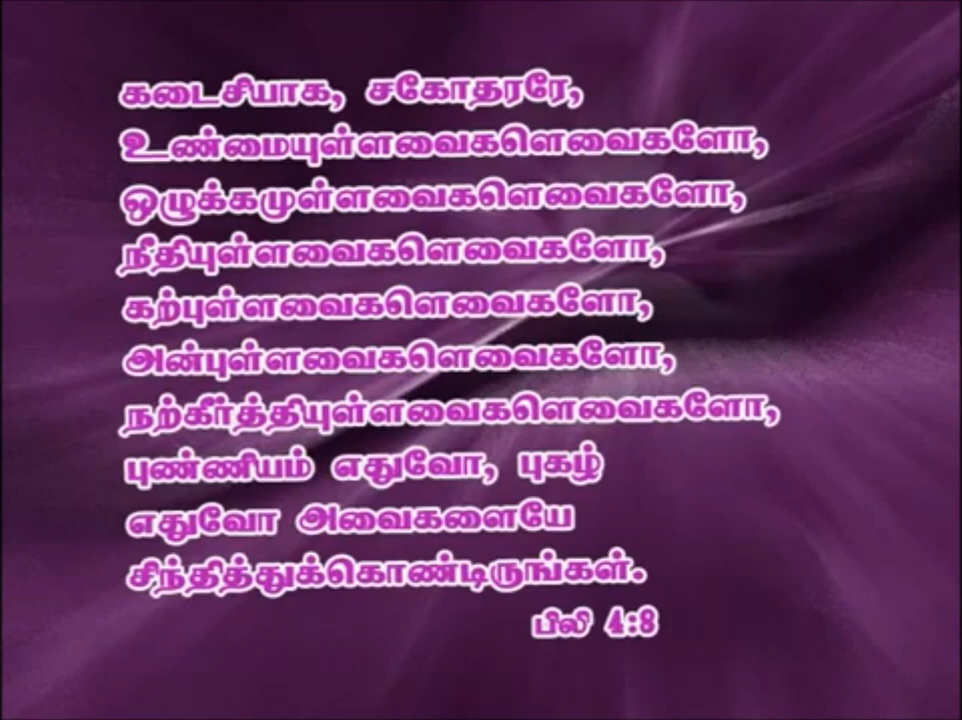 கடைசியாக, சகோதரரே,
உண்மையுள்ளவைகளெவைகளோ,
ஒழுக்கமுள்ளவைகளெவைகளோ,
நீதியுள்ளவைகளெவைகளோ,
கற்புள்ளவைகளெவைகளோ,
அன்புள்ளவைகளெவைகளோ,
நற்கீர்த்தியுள்ளவைகளெவைகளோ,
புண்ணியம் எதுவோ, புகழ்
எதுவோ அவைகளையே
சிந்தித்துக்கொண்டிருங்கள்.
பிலி 4:8